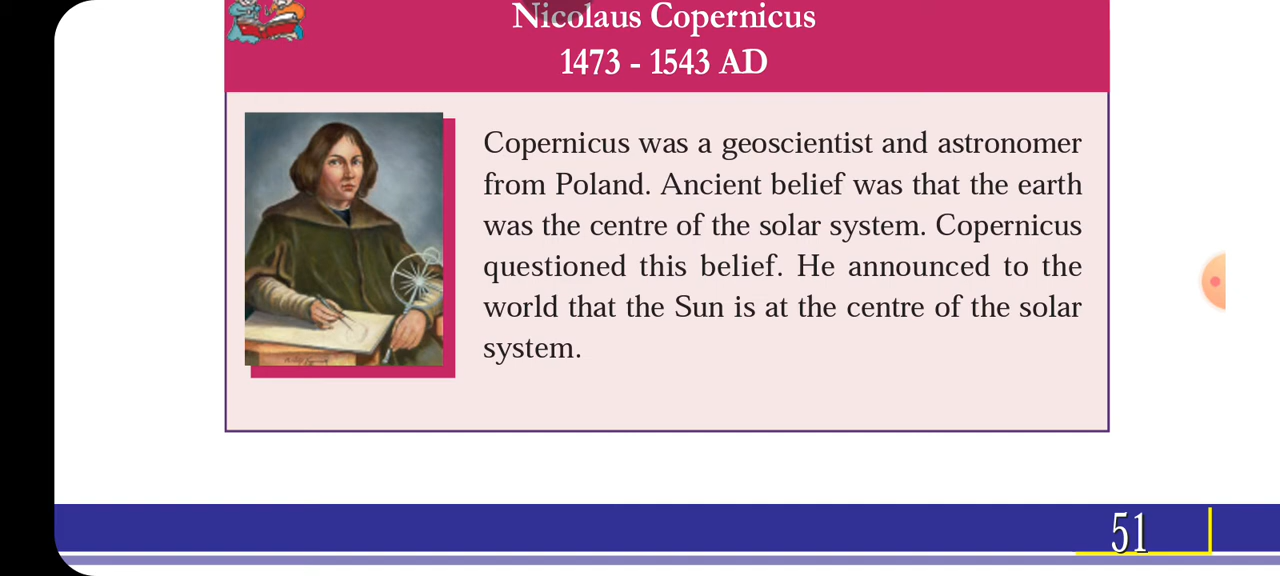 Nicolaus Copernicus
1473 - 1543 AD
Copernicus was a geoscientist and astronomer
from Poland. Ancient belief was that the earth
was the centre of the solar system. Copernicus
questioned this belief. He announced to the
world that the Sun is at the centre of the solar
system.
51